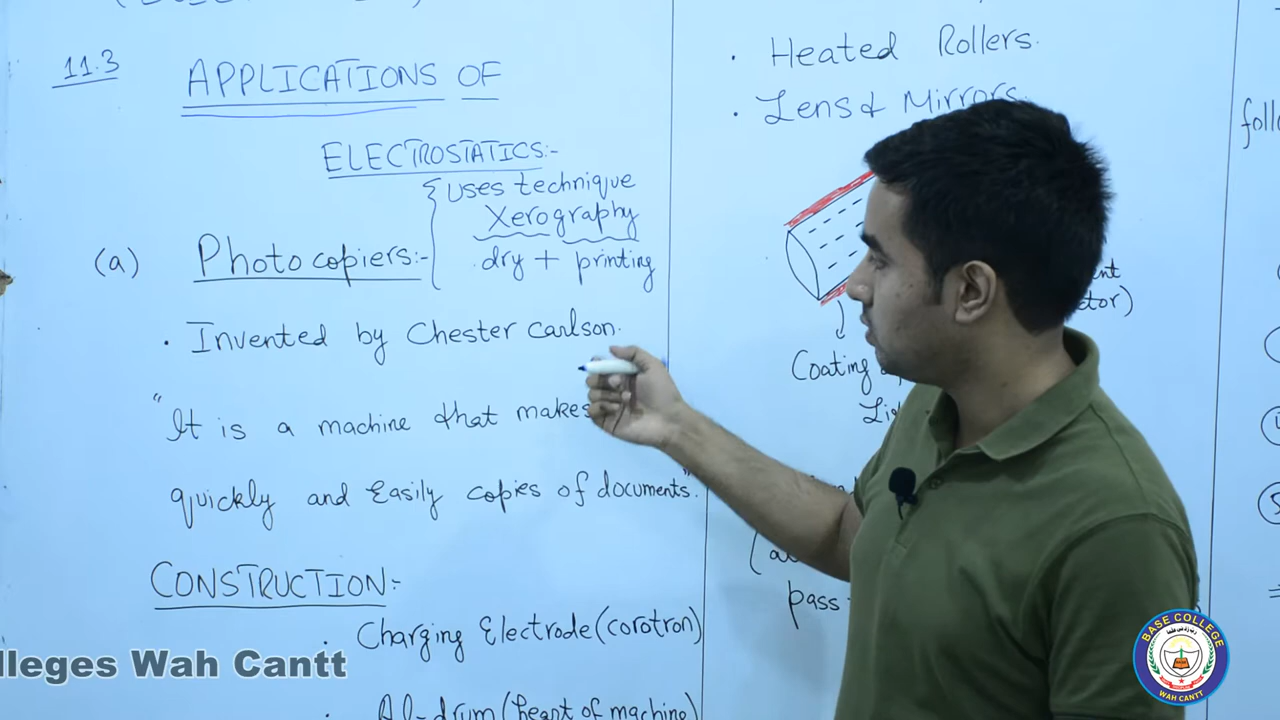 11.3
APPLICATIONS OF
ELECTROSTATICS:-
(a) Photocopiers:-
{ Uses technique
Xerography
dry + printing
. Invented by Chester Carlson.
"It is a machine that makes
quickly and Easily copies of documents."
CONSTRUCTION:-
. Charging Electrode (corotron)
. Al-drum (heart of machine)
. Heated Rollers.
. Lens & Mirrors.
Coating
pass
lleges Wah Cantt
BASE COLLEGE
WAH CANTT